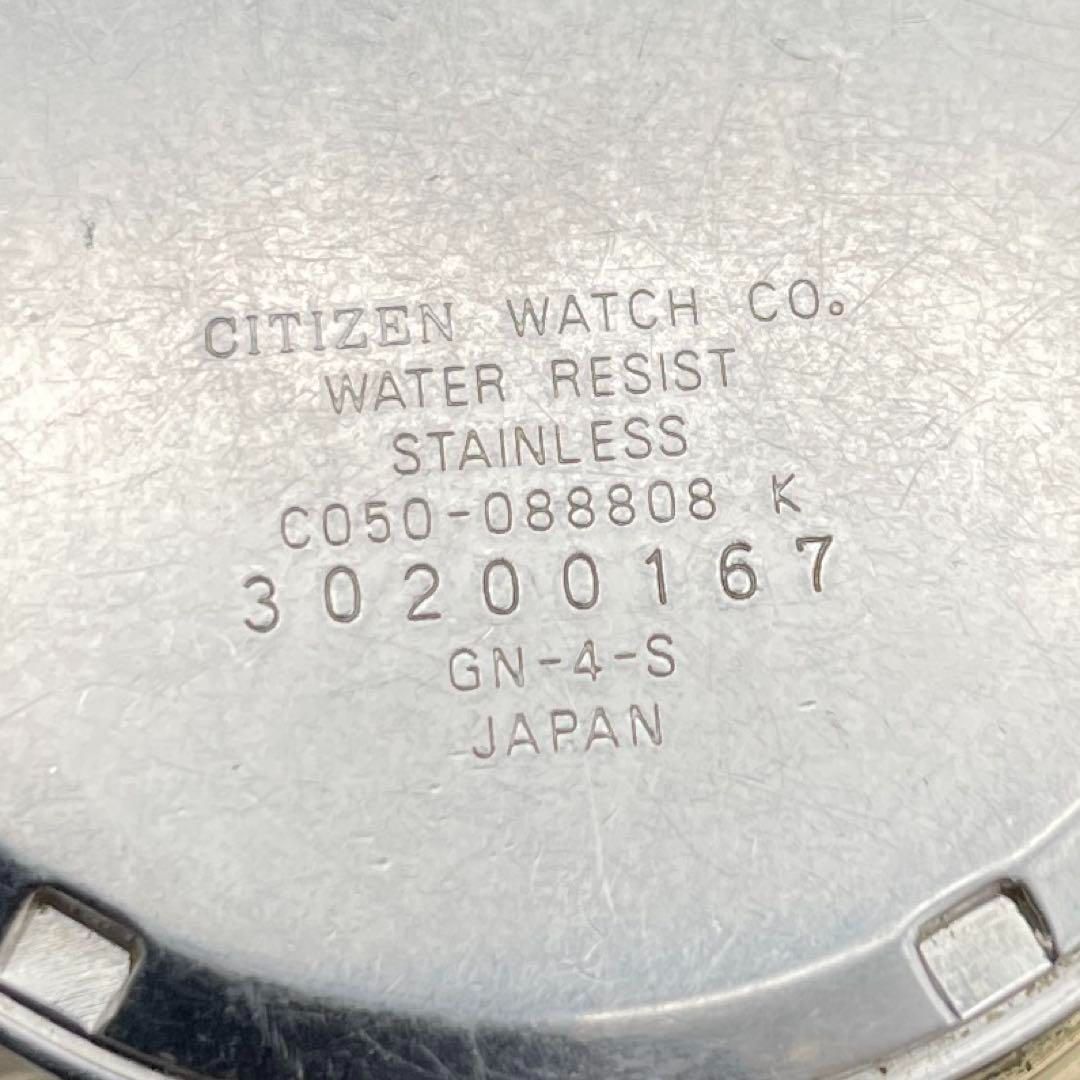 CITIZEN WATCH CO.
WATER RESIST
STAINLESS
C050-088808 K
30200167
GN-4-S
JAPAN